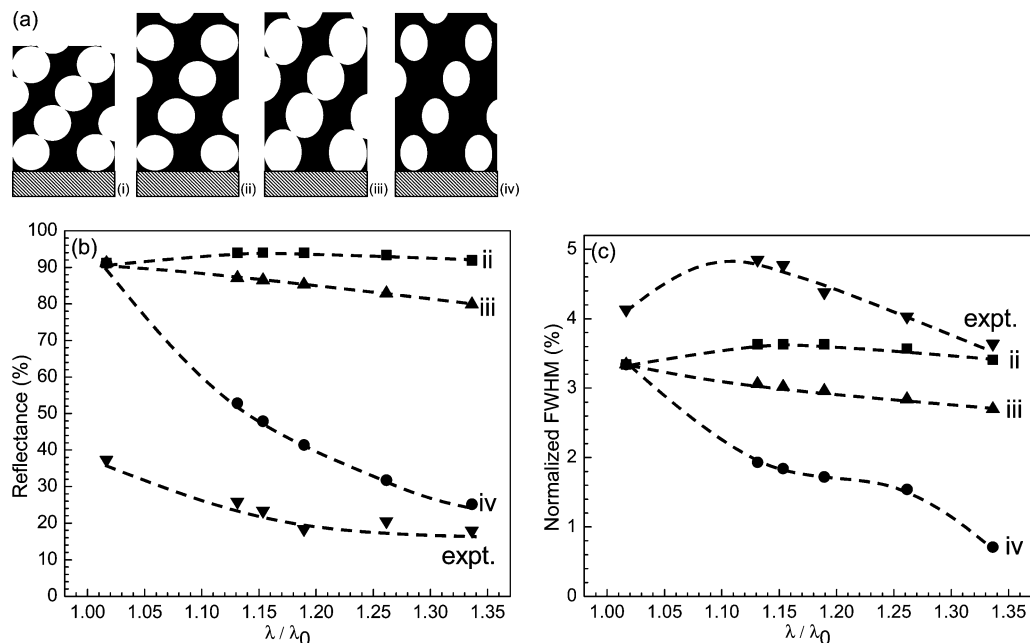 (a)
(i)
(ii)
(iii)
(iv)
(b)
100
90
80
70
60
50
40
30
20
10
0
Reflectance (%)
ii
iii
iv
expt.
1.00 1.05 1.10 1.15 1.20 1.25 1.30 1.35
λ / λ0
(c)
5
4
3
2
1
0
Normalized FWHM (%)
expt.
ii
iii
iv
1.00 1.05 1.10 1.15 1.20 1.25 1.30 1.35
λ / λ0